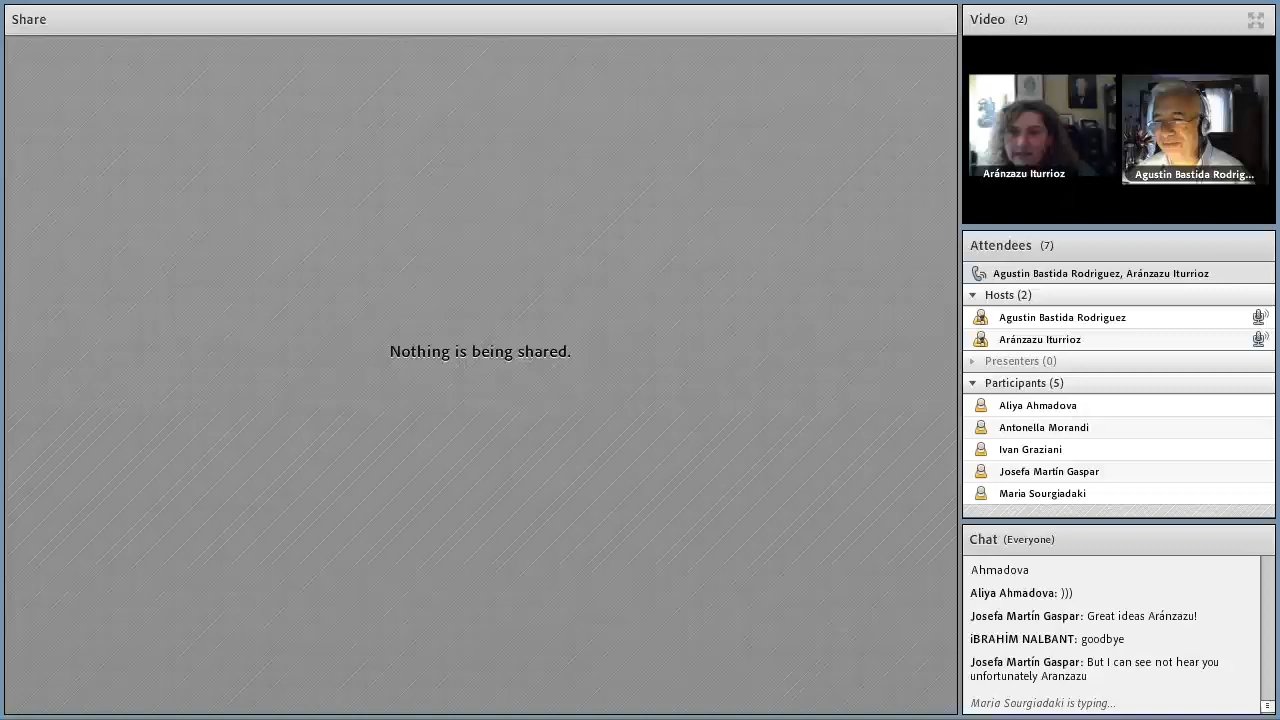 Share
Nothing is being shared.
Video (2)
Aránzazu Iturrioz
Agustin Bastida Rodrig...
Attendees (7)
Agustin Bastida Rodriguez, Aránzazu Iturrioz
Hosts (2)
Agustin Bastida Rodriguez
Aránzazu Iturrioz
Presenters (0)
Participants (5)
Aliya Ahmadova
Antonella Morandi
Ivan Graziani
Josefa Martín Gaspar
Maria Sourgiadaki
Chat (Everyone)
Ahmadova
Aliya Ahmadova: )))
Josefa Martín Gaspar: Great ideas Aránzazu!
iBRAHİM NALBANT: goodbye
Josefa Martín Gaspar: But I can see not hear you
unfortunately Aranzazu
Maria Sourgiadaki is typing...